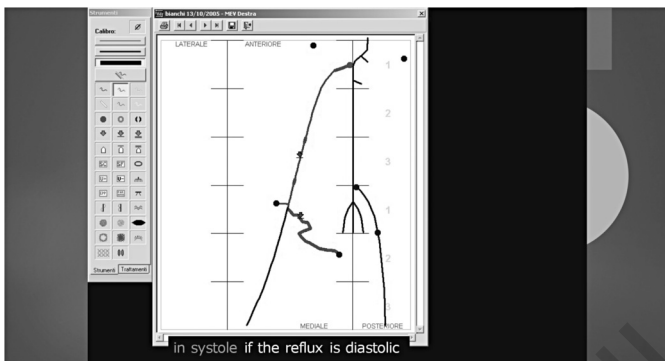 Strumenti
bianchi 13/10/2005 - MEV Destra
Calibro:
LATERALE ANTERIORE
1
2
3
1
2
MEDIALE POSTERIORE
Strumenti Trattamenti
in systole if the reflux is diastolic